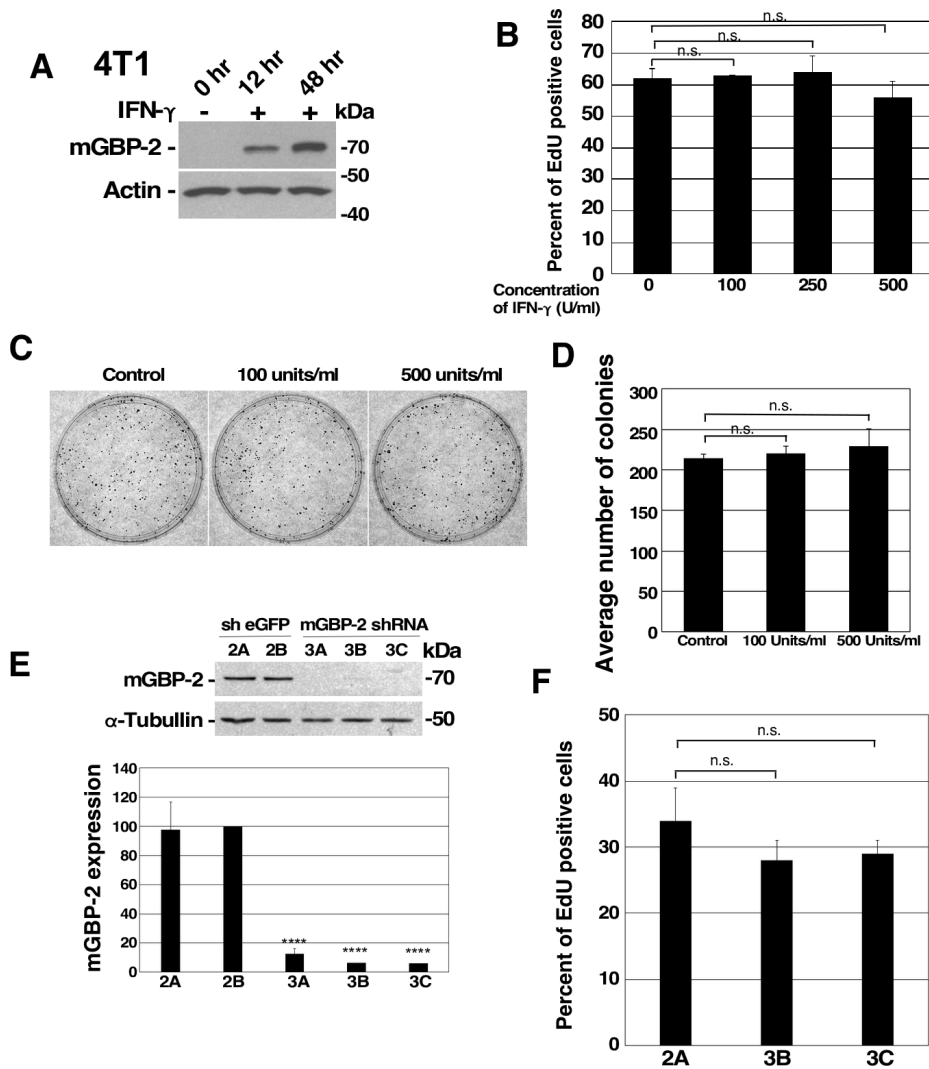 A
4T1
0 hr 12 hr 48 hr
IFN-γ - + + kDa
mGBP-2 - -70
-50
Actin -
-40
B
n.s.
n.s.
n.s.
Percent of EdU positive cells
80
70
60
50
40
30
20
10
0
0 100 250 500
Concentration
of IFN-γ (U/ml)
C
Control 100 units/ml 500 units/ml
D
n.s.
n.s.
Average number of colonies
300
250
200
150
100
50
0
Control 100 Units/ml 500 Units/ml
E
sh eGFP mGBP-2 shRNA
2A 2B 3A 3B 3C kDa
mGBP-2 - -70
α-Tubullin - -50
mGBP-2 expression
140
120
100
80
60
40
20
0
**** **** ****
2A 2B 3A 3B 3C
F
n.s.
n.s.
Percent of EdU positive cells
50
40
30
20
10
0
2A 3B 3C